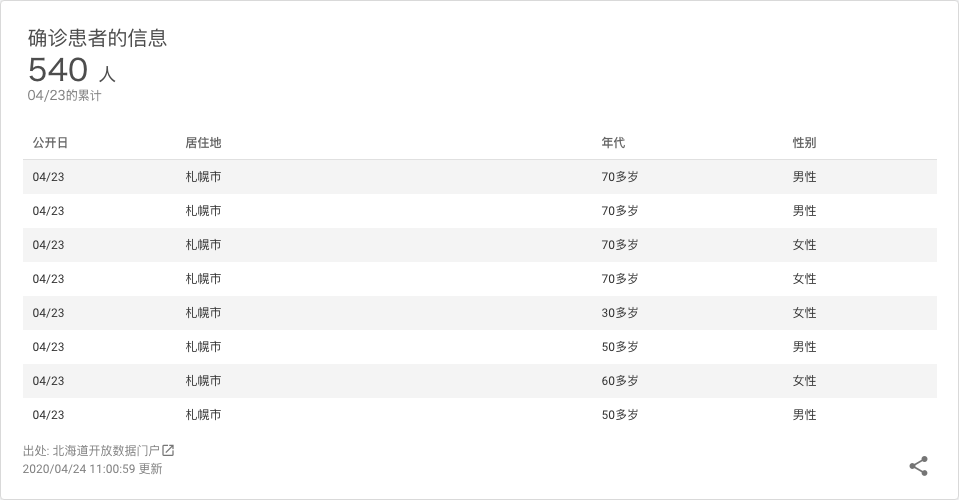 确诊患者的信息
540 人
04/23的累计
公开日 居住地 年代 性别
04/23 札幌市 70多岁 男性
04/23 札幌市 70多岁 男性
04/23 札幌市 70多岁 女性
04/23 札幌市 70多岁 女性
04/23 札幌市 30多岁 女性
04/23 札幌市 50多岁 男性
04/23 札幌市 60多岁 女性
04/23 札幌市 50多岁 男性
出处: 北海道开放数据门户
2020/04/24 11:00:59 更新